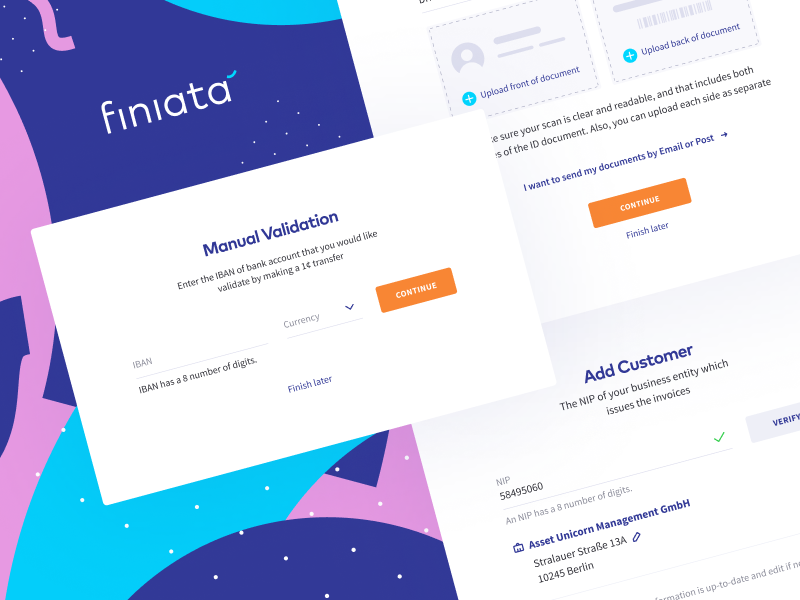 finiata
Upload front of document
Upload back of document
sure your scan is clear and readable, and that includes both
of the ID document. Also, you can upload each side as separate
I want to send my documents by Email or Post →
CONTINUE
Finish later
Manual Validation
Enter the IBAN of bank account that you would like
validate by making a 1¢ transfer
IBAN
Currency
CONTINUE
IBAN has a 8 number of digits.
Finish later
Add Customer
The NIP of your business entity which
issues the invoices
NIP
58495060
VERIFY
An NIP has a 8 number of digits.
Asset Unicorn Management GmbH
Stralauer Straße 13A
10245 Berlin
is up-to-date and edit if